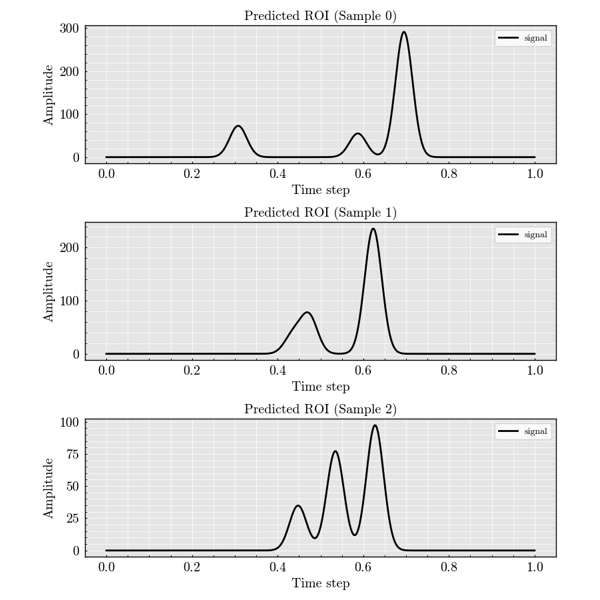 Predicted ROI (Sample 0)
300
200
100
0
Amplitude
signal
0.0 0.2 0.4 0.6 0.8 1.0
Time step
Predicted ROI (Sample 1)
200
100
0
Amplitude
signal
0.0 0.2 0.4 0.6 0.8 1.0
Time step
Predicted ROI (Sample 2)
100
75
50
25
0
Amplitude
signal
0.0 0.2 0.4 0.6 0.8 1.0
Time step